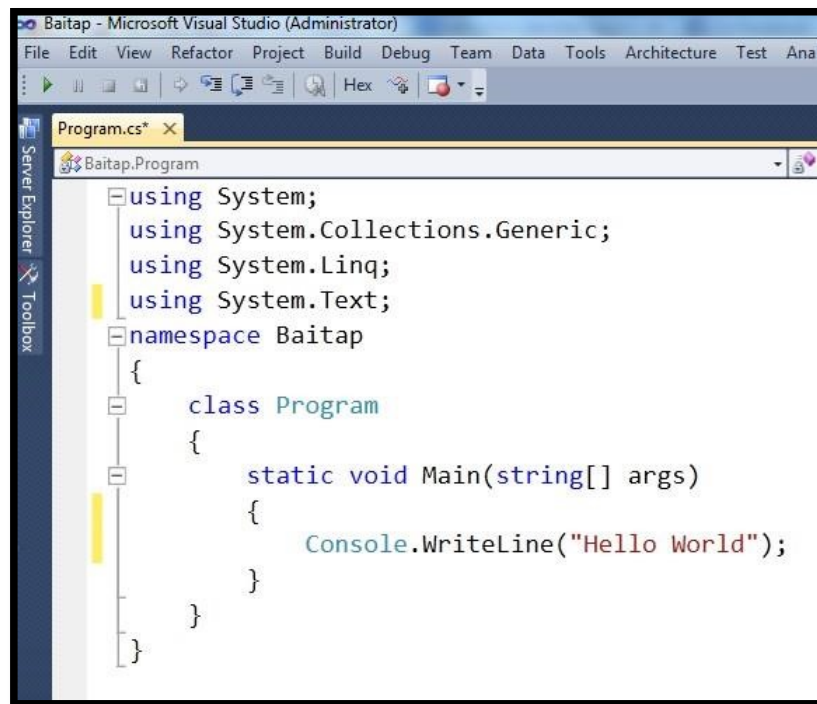 Baitap - Microsoft Visual Studio (Administrator)
File Edit View Refactor Project Build Debug Team Data Tools Architecture Test Ana
Hex
Server Explorer
Toolbox
Program.cs*
Baitap.Program
using System;
using System.Collections.Generic;
using System.Linq;
using System.Text;
namespace Baitap
{
class Program
{
static void Main(string[] args)
{
Console.WriteLine("Hello World");
}
}
}